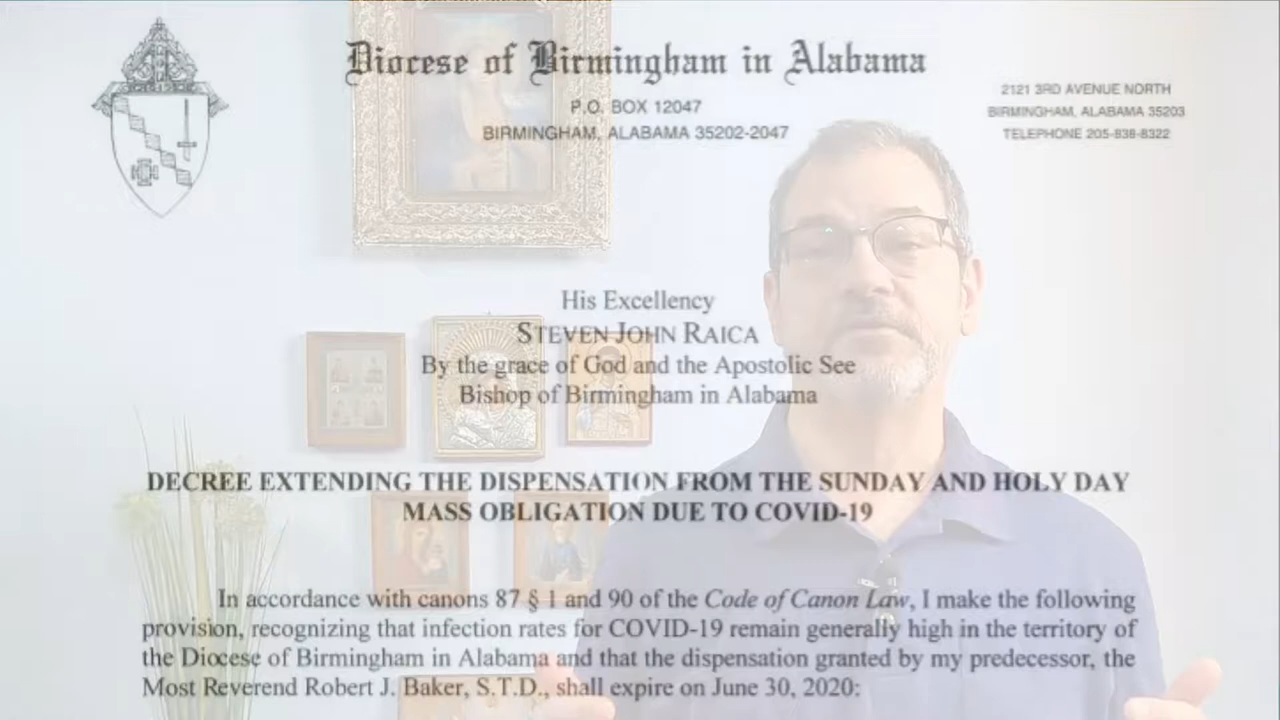 Diocese of Birmingham in Alabama
P.O. BOX 12047
BIRMINGHAM, ALABAMA 35202-2047
2121 3RD AVENUE NORTH
BIRMINGHAM, ALABAMA 35203
TELEPHONE 205-838-8322
His Excellency
STEVEN JOHN RAICA
By the grace of God and the Apostolic See
Bishop of Birmingham in Alabama
DECREE EXTENDING THE DISPENSATION FROM THE SUNDAY AND HOLY DAY
MASS OBLIGATION DUE TO COVID-19
In accordance with canons 87 § 1 and 90 of the Code of Canon Law, I make the following
provision, recognizing that infection rates for COVID-19 remain generally high in the territory of
the Diocese of Birmingham in Alabama and that the dispensation granted by my predecessor, the
Most Reverend Robert J. Baker, S.T.D., shall expire on June 30, 2020: